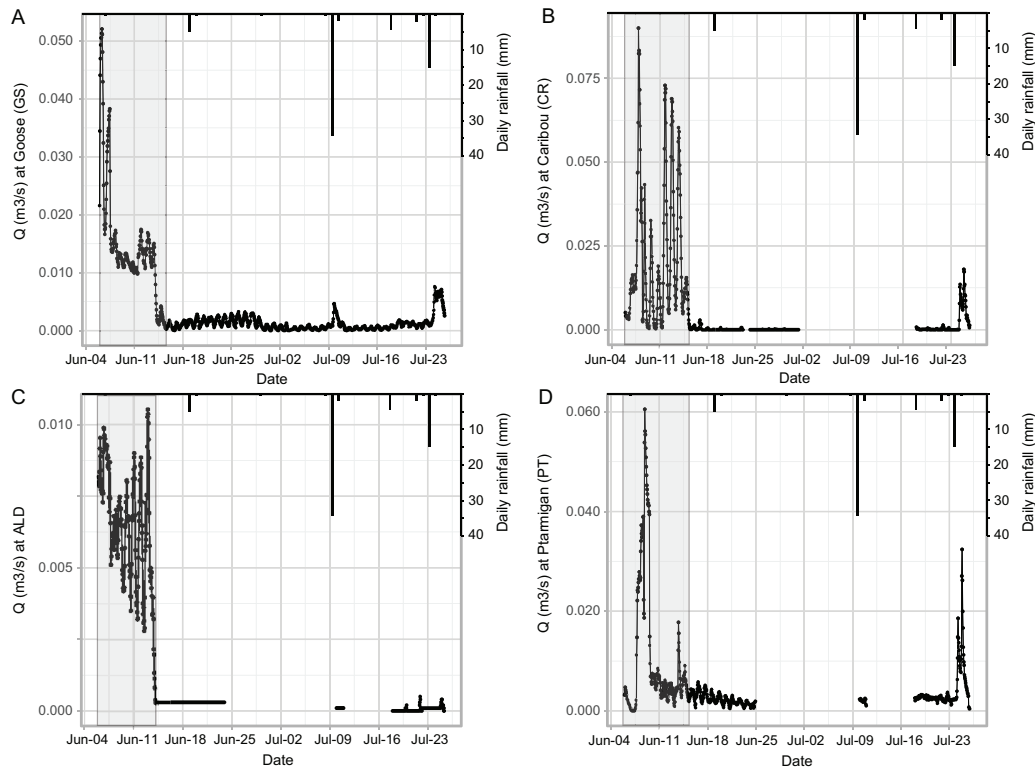 A
0.050
0.040
0.030
0.020
0.010
0.000
Q (m3/s) at Goose (GS)
10
20
30
40
Daily rainfall (mm)
Jun-04 Jun-11 Jun-18 Jun-25 Jul-02 Jul-09 Jul-16 Jul-23
Date
B
0.075
0.050
0.025
0.000
Q (m3/s) at Caribou (CR)
10
20
30
40
Daily rainfall (mm)
Jun-04 Jun-11 Jun-18 Jun-25 Jul-02 Jul-09 Jul-16 Jul-23
Date
C
0.010
0.005
0.000
Q (m3/s) at ALD
10
20
30
40
Daily rainfall (mm)
Jun-04 Jun-11 Jun-18 Jun-25 Jul-02 Jul-09 Jul-16 Jul-23
Date
D
0.060
0.040
0.020
0.000
Q (m3/s) at Ptarmigan (PT)
10
20
30
40
Daily rainfall (mm)
Jun-04 Jun-11 Jun-18 Jun-25 Jul-02 Jul-09 Jul-16 Jul-23
Date